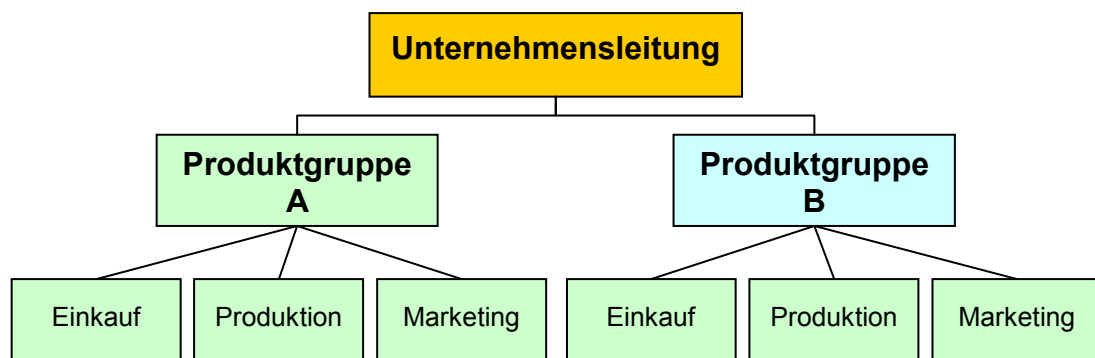 Unternehmensleitung
Produktgruppe
A
Produktgruppe
B
Einkauf
Produktion
Marketing
Einkauf
Produktion
Marketing